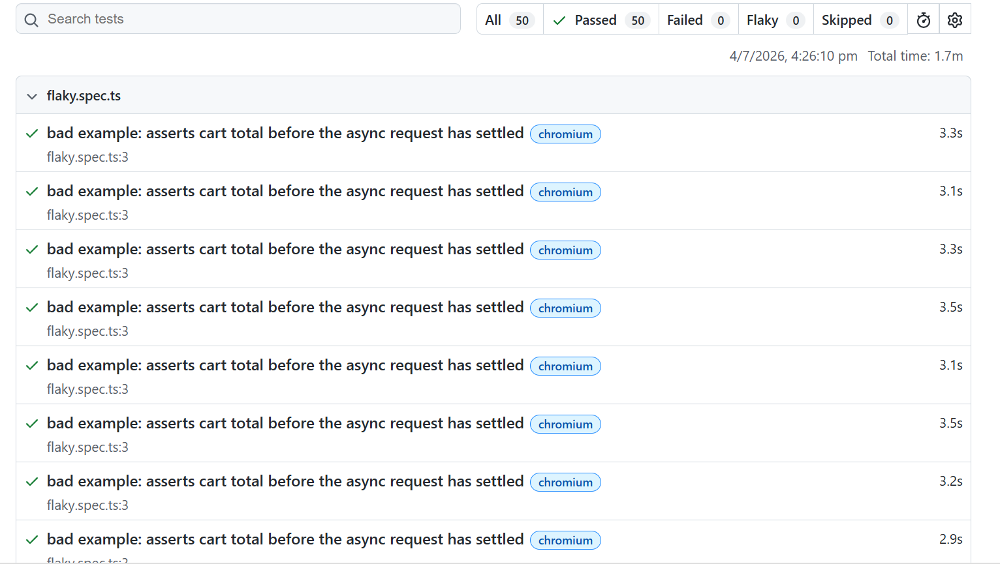 Search tests
All 50 Passed 50 Failed 0 Flaky 0 Skipped 0
4/7/2026, 4:26:10 pm Total time: 1.7m
flaky.spec.ts
bad example: asserts cart total before the async request has settled chromium 3.3s
flaky.spec.ts:3
bad example: asserts cart total before the async request has settled chromium 3.1s
flaky.spec.ts:3
bad example: asserts cart total before the async request has settled chromium 3.3s
flaky.spec.ts:3
bad example: asserts cart total before the async request has settled chromium 3.5s
flaky.spec.ts:3
bad example: asserts cart total before the async request has settled chromium 3.1s
flaky.spec.ts:3
bad example: asserts cart total before the async request has settled chromium 3.5s
flaky.spec.ts:3
bad example: asserts cart total before the async request has settled chromium 3.2s
flaky.spec.ts:3
bad example: asserts cart total before the async request has settled chromium 2.9s
flaky.spec.ts:3